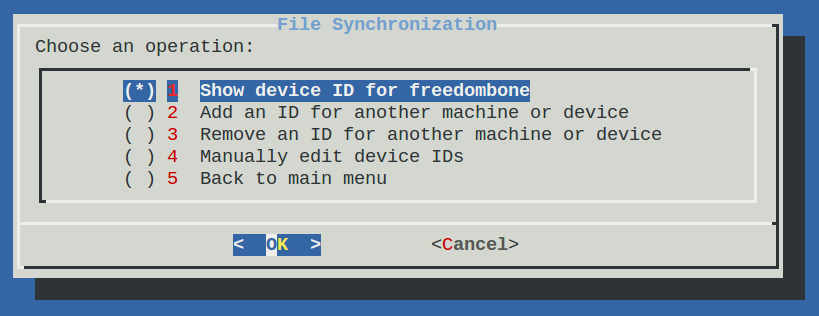 File Synchronization
Choose an operation:
(*) 1 Show device ID for freedombone
( ) 2 Add an ID for another machine or device
( ) 3 Remove an ID for another machine or device
( ) 4 Manually edit device IDs
( ) 5 Back to main menu
< OK > <Cancel>